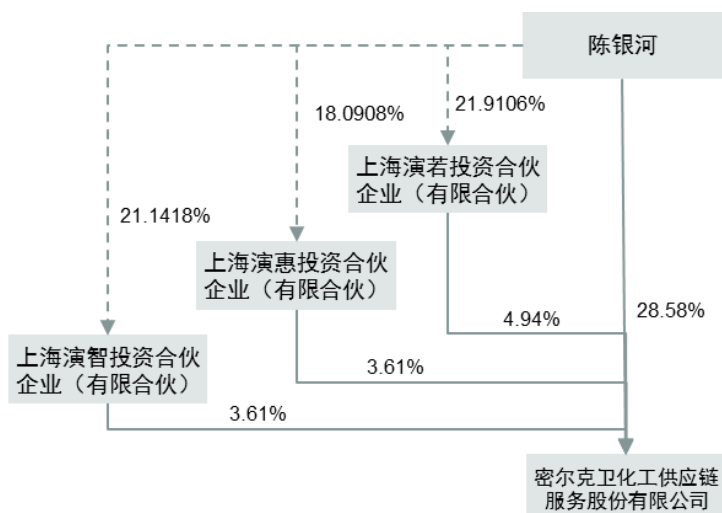 陈银河
18.0908%
21.9106%
上海演若投资合伙
企业（有限合伙）
21.1418%
上海演惠投资合伙
企业（有限合伙）
4.94%
28.58%
上海演智投资合伙
企业（有限合伙）
3.61%
3.61%
密尔克卫化工供应链
服务股份有限公司